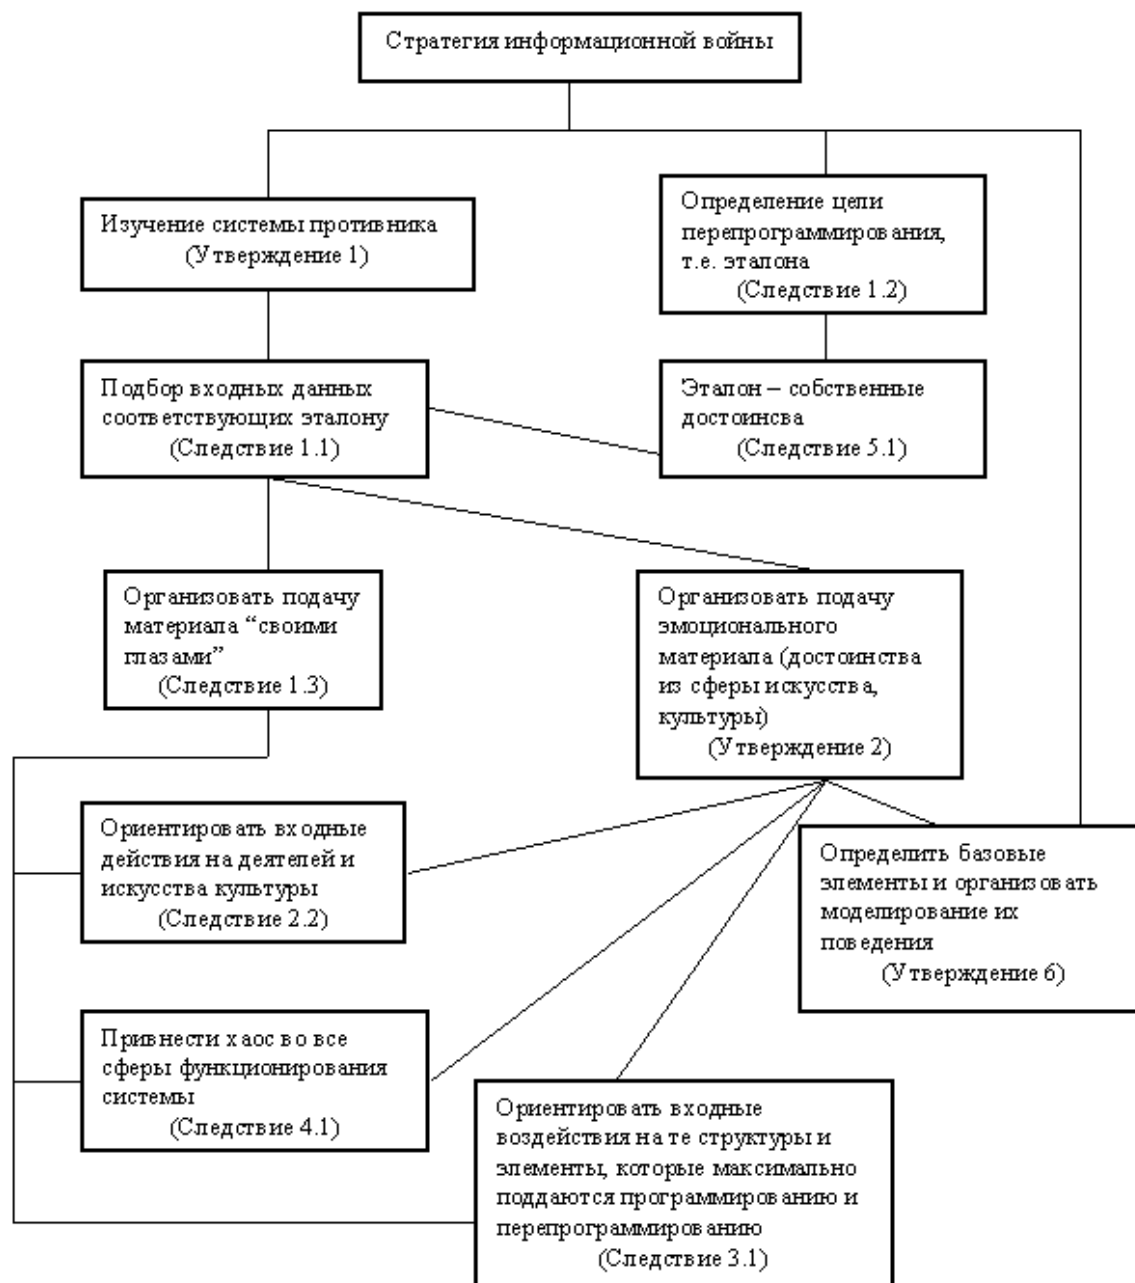 Стратегия информационной войны
Изучение системы противника
(Утверждение 1)
Определение цели
перепрограммирования,
т.е. эталона
(Следствие 1.2)
Подбор входных данных
соответствующих эталону
(Следствие 1.1)
Эталон – собственные
достоинсва
(Следствие 5.1)
Организовать подачу
материала “своими
глазами”
(Следствие 1.3)
Организовать подачу
эмоционального
материала (достоинства
из сферы искусства,
культуры)
(Утверждение 2)
Ориентировать входные
действия на деятелей и
искусства культуры
(Следствие 2.2)
Определить базовые
элементы и организовать
моделирование их
поведения
(Утверждение 6)
Привнести хаос во все
сферы функционирования
системы
(Следствие 4.1)
Ориентировать входные
воздействия на те структуры и
элементы, которые максимально
поддаются программированию и
перепрограммированию
(Следствие 3.1)